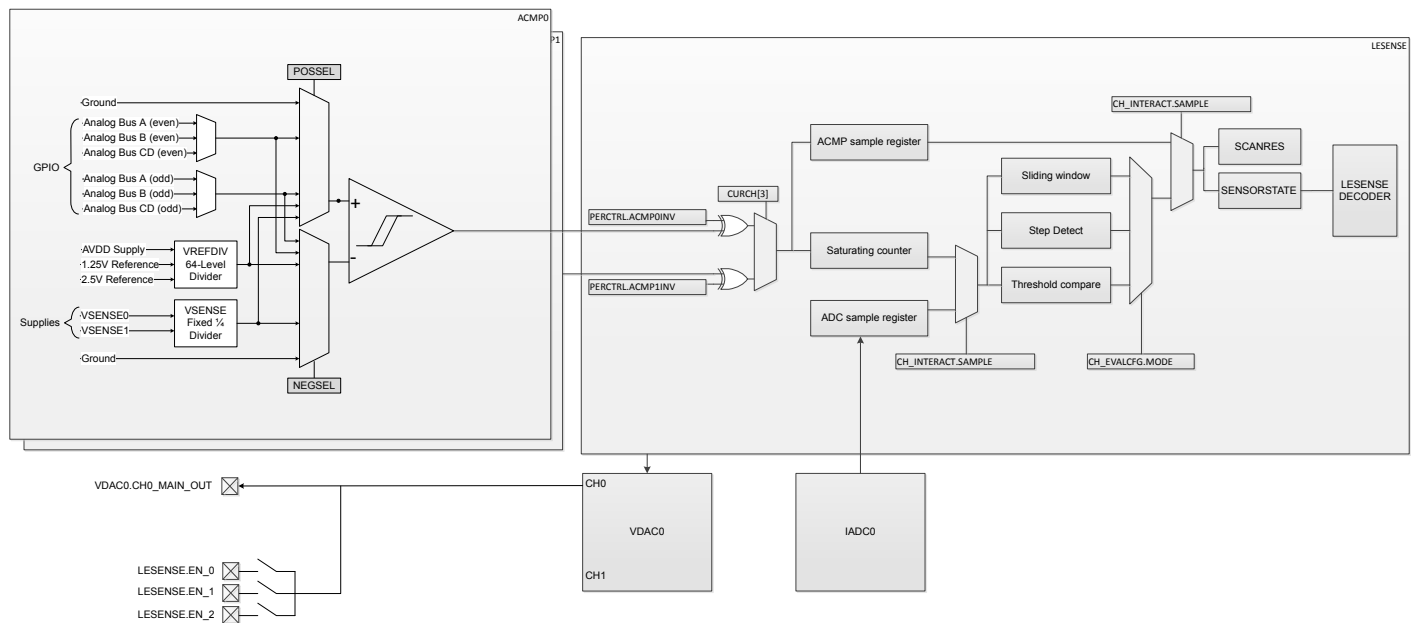 ACMP0
P1
POSSEL
Ground
Analog Bus A (even)
Analog Bus B (even)
Analog Bus CD (even)
GPIO
Analog Bus A (odd)
Analog Bus B (odd)
Analog Bus CD (odd)
AVDD Supply
1.25V Reference
2.5V Reference
VREFDIV
64-Level
Divider
Supplies
VSENSE0
VSENSE1
VSENSE
Fixed ¼
Divider
Ground
NEGSEL
+
-
LESENSE
PERCTRL.ACMP0INV
PERCTRL.ACMP1INV
CURCH[3]
ACMP sample register
Saturating counter
ADC sample register
CH_INTERACT.SAMPLE
Sliding window
Step Detect
Threshold compare
CH_EVALCFG.MODE
CH_INTERACT.SAMPLE
SCANRES
SENSORSTATE
LESENSE
DECODER
VDAC0.CH0_MAIN_OUT
LESENSE.EN_0
LESENSE.EN_1
LESENSE.EN_2
CH0
VDAC0
CH1
IADC0